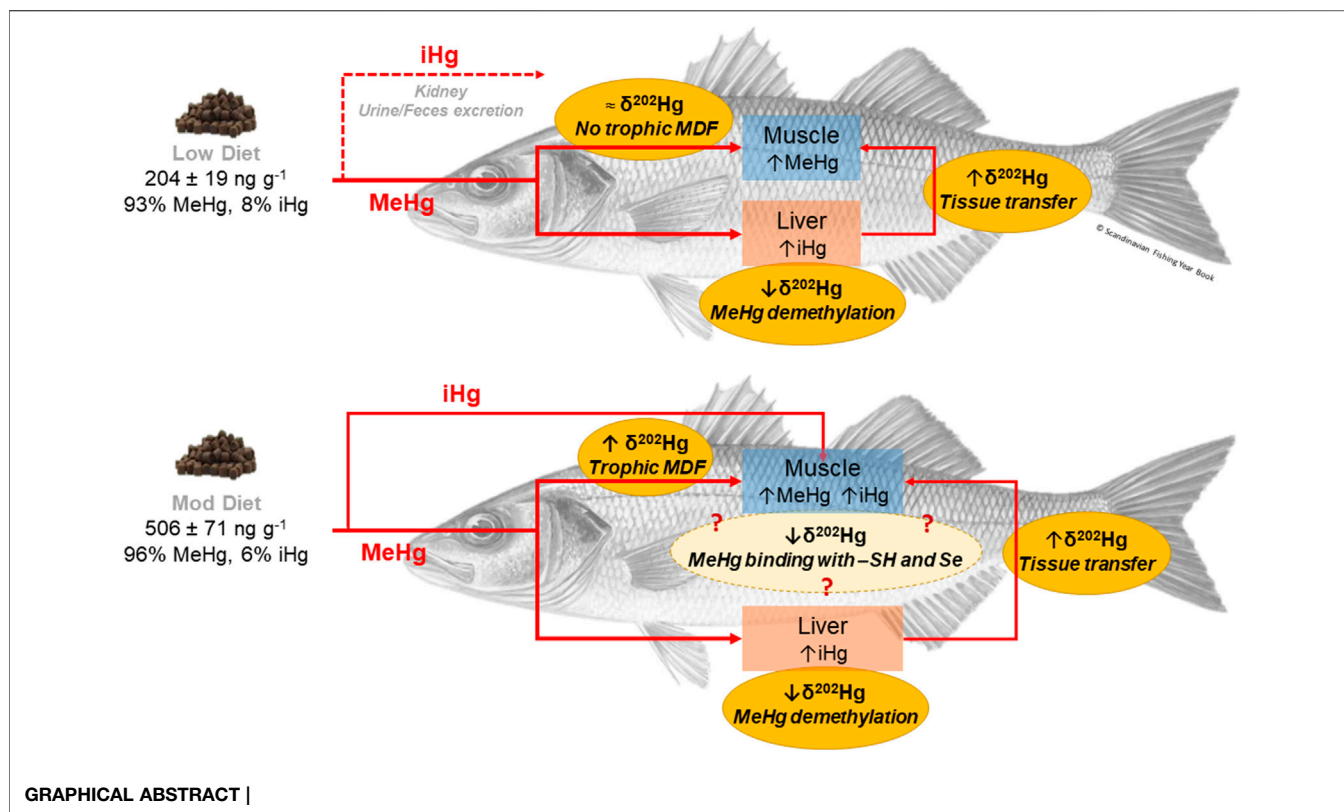 iHg
Kidney
Urine/Feces excretion
≈ δ²⁰²Hg
No trophic MDF
Low Diet
204 ± 19 ng g⁻¹
93% MeHg, 8% iHg
MeHg
Muscle
↑MeHg
Liver
↑iHg
↑δ²⁰²Hg
Tissue transfer
↓δ²⁰²Hg
MeHg demethylation
© Scandinavian Fishing Year Book
iHg
↑ δ²⁰²Hg
Trophic MDF
Mod Diet
506 ± 71 ng g⁻¹
96% MeHg, 6% iHg
MeHg
Muscle
↑MeHg ↑iHg
? ?
↓δ²⁰²Hg
MeHg binding with –SH and Se
?
↑δ²⁰²Hg
Tissue transfer
Liver
↑iHg
↓δ²⁰²Hg
MeHg demethylation
GRAPHICAL ABSTRACT |